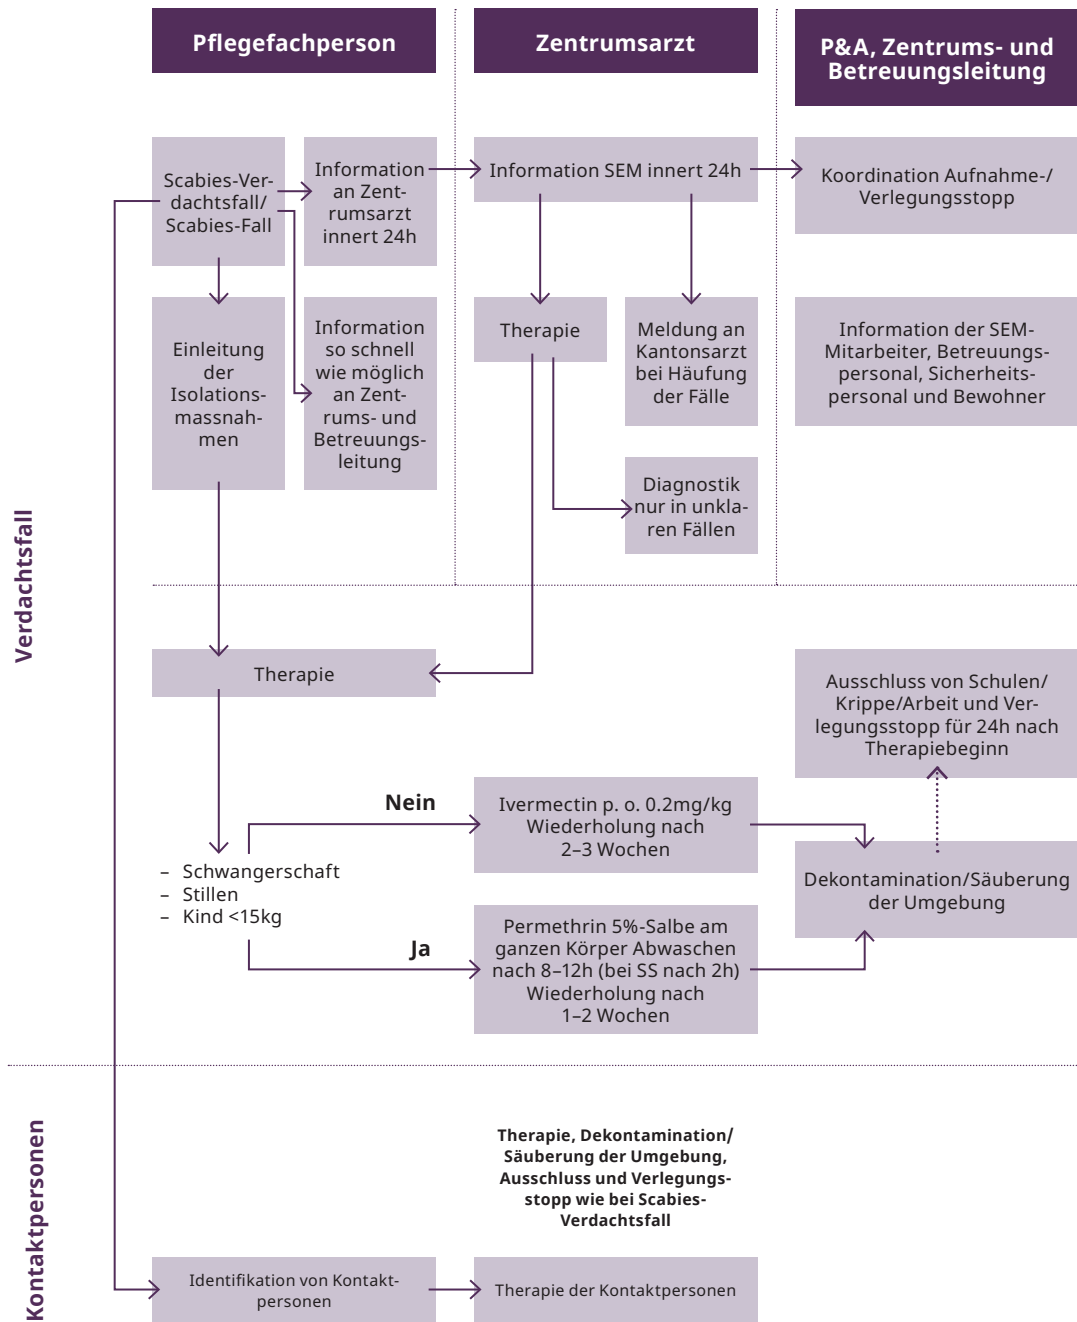 Pflegefachperson
Zentrumsarzt
P&A, Zentrums- und
Betreuungsleitung
Verdachtsfall
Scabies-Ver-
dachtsfall/
Scabies-Fall
Information
an Zent-
rumsarzt
innert 24h
Information SEM innert 24h
Koordination Aufnahme-/
Verlegungsstopp
Einleitung
der
Isolations-
massnah-
men
Information
so schnell
wie möglich
an Zent-
rums- und
Betreuungs-
leitung
Therapie
Meldung an
Kantonsarzt
bei Häufung
der Fälle
Information der SEM-
Mitarbeiter, Betreuungs-
personal, Sicherheits-
personal und Bewohner
Diagnostik
nur in unkla-
ren Fällen
Therapie
Ausschluss von Schulen/
Krippe/Arbeit und Ver-
legungsstopp für 24h nach
Therapiebeginn
Nein
Ivermectin p. o. 0.2mg/kg
Wiederholung nach
2–3 Wochen
– Schwangerschaft
– Stillen
– Kind <15kg
Dekontamination/Säuberung
der Umgebung
Ja
Permethrin 5%-Salbe am
ganzen Körper Abwaschen
nach 8–12h (bei SS nach 2h)
Wiederholung nach
1–2 Wochen
Kontaktpersonen
Therapie, Dekontamination/
Säuberung der Umgebung,
Ausschluss und Verlegungs-
stopp wie bei Scabies-
Verdachtsfall
Identifikation von Kontakt-
personen
Therapie der Kontaktpersonen